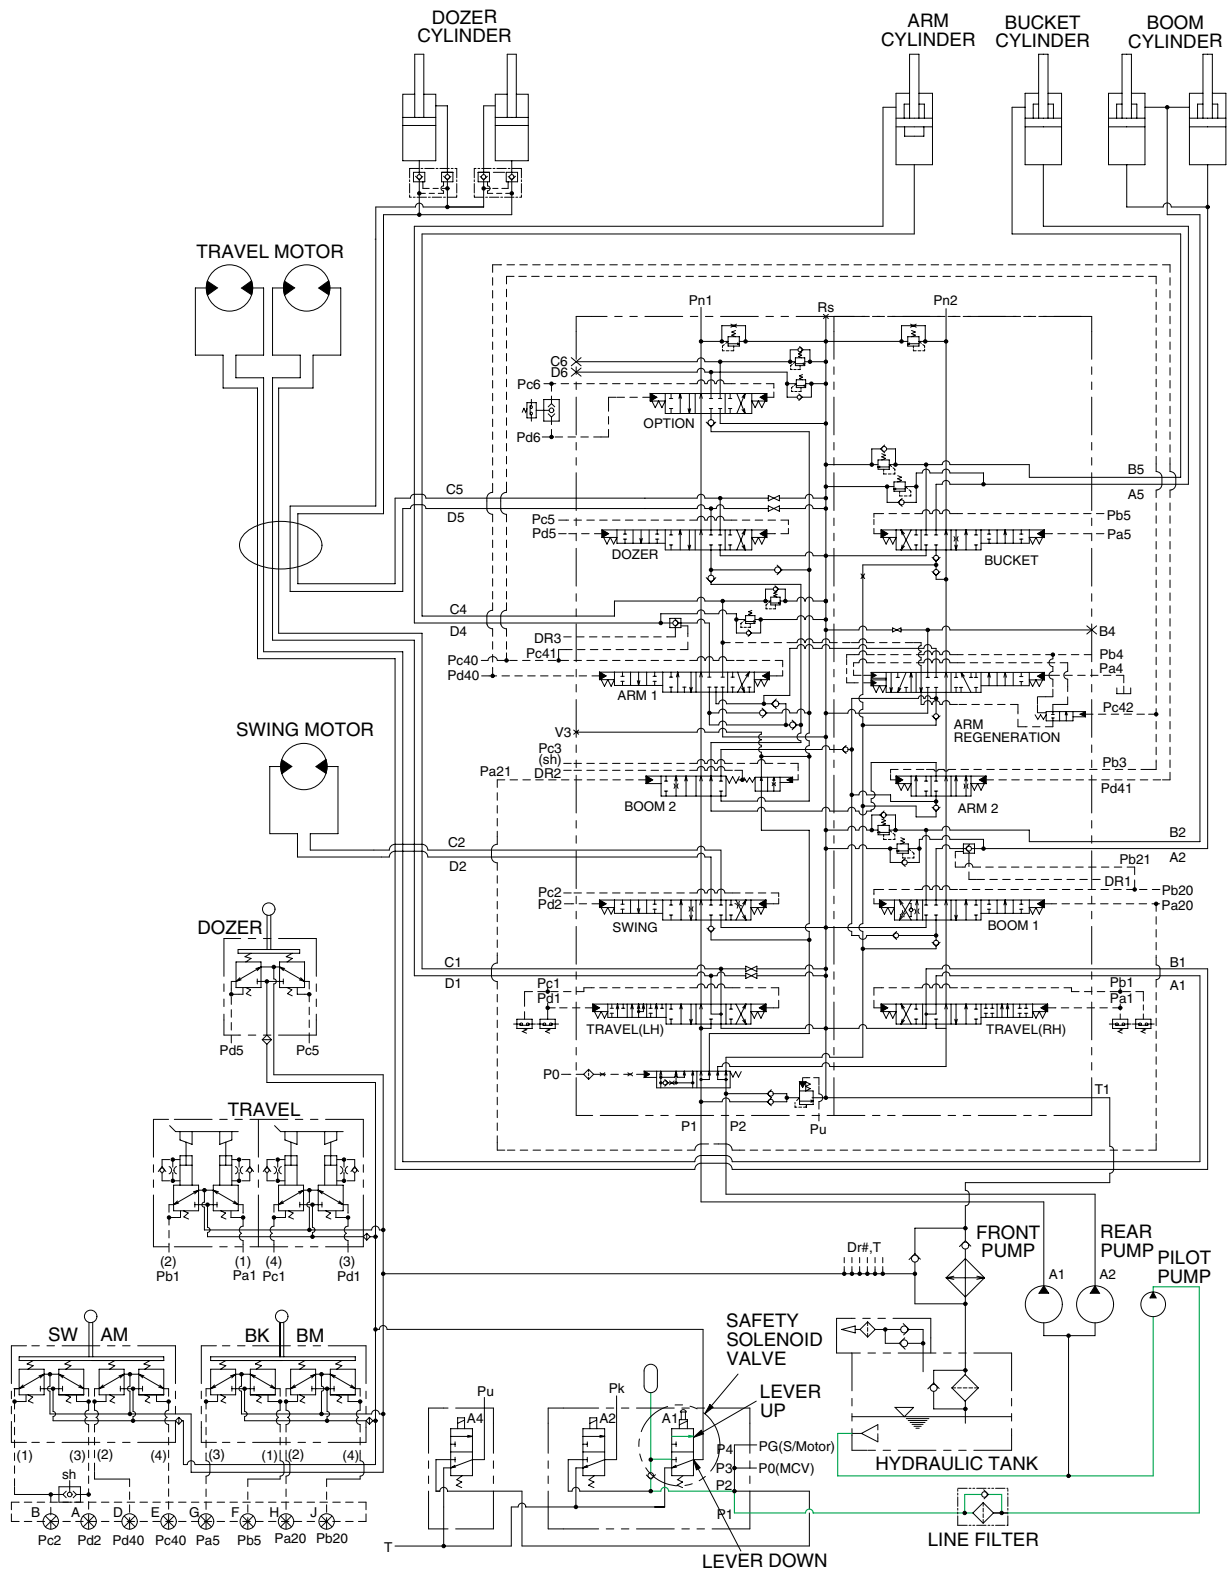 DOZER
CYLINDER
ARM
CYLINDER
BUCKET
CYLINDER
BOOM
CYLINDER
TRAVEL MOTOR
Pn1
Rs
Pn2
C6
D6
Pc6
OPTION
Pd6
C5
D5
B5
A5
Pc5
Pd5
DOZER
Pb5
Pa5
BUCKET
C4
D4
DR3
Pc41
Pc40
Pd40
ARM 1
B4
Pb4
Pa4
Pc42
ARM
REGENERATION
SWING MOTOR
V3
Pc3
(sh)
DR2
Pa21
BOOM 2
Pb3
Pd41
ARM 2
C2
D2
B2
A2
Pb21
DR1
Pc2
Pd2
SWING
Pb20
Pa20
BOOM 1
DOZER
Pd5
Pc5
C1
D1
B1
A1
Pc1
Pd1
TRAVEL(LH)
Pb1
Pa1
TRAVEL(RH)
P0
T1
P1
P2
Pu
TRAVEL
(2) (1) (4) (3)
Pb1 Pa1 Pc1 Pd1
Dr#,T
FRONT
PUMP
REAR
PUMP
PILOT
PUMP
A1
A2
SW AM
BK BM
(1) (3) (2) (4)
(3) (1) (2) (4)
sh
B A D E G F H J
Pc2 Pd2 Pd40 Pc40 Pa5 Pb5 Pa20 Pb20
SAFETY
SOLENOID
VALVE
LEVER
UP
Pu
A4
Pk
A2
A1
P4
PG(S/Motor)
P3
P0(MCV)
P2
P1
T
LEVER DOWN
HYDRAULIC TANK
LINE FILTER